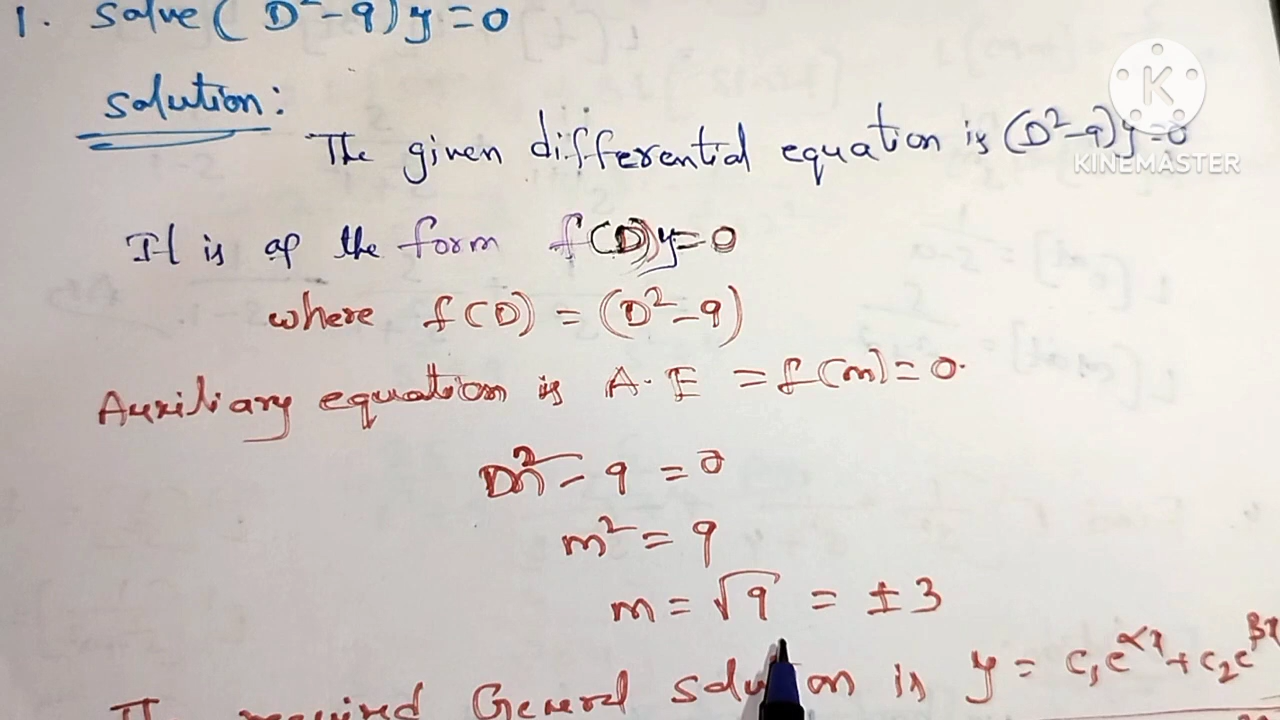 1. Solve (D²-9)y=0
Solution:
The given differential equation is (D²-9)y=0
K
KINEMASTER
It is of the form f(D)y=0
where f(D) = (D²-9)
Auxiliary equation is A.E = f(m)=0.
m² - 9 = 0
m² = 9
m = √9 = ±3
required General solution is y = c₁e^αx + c₂e^βx